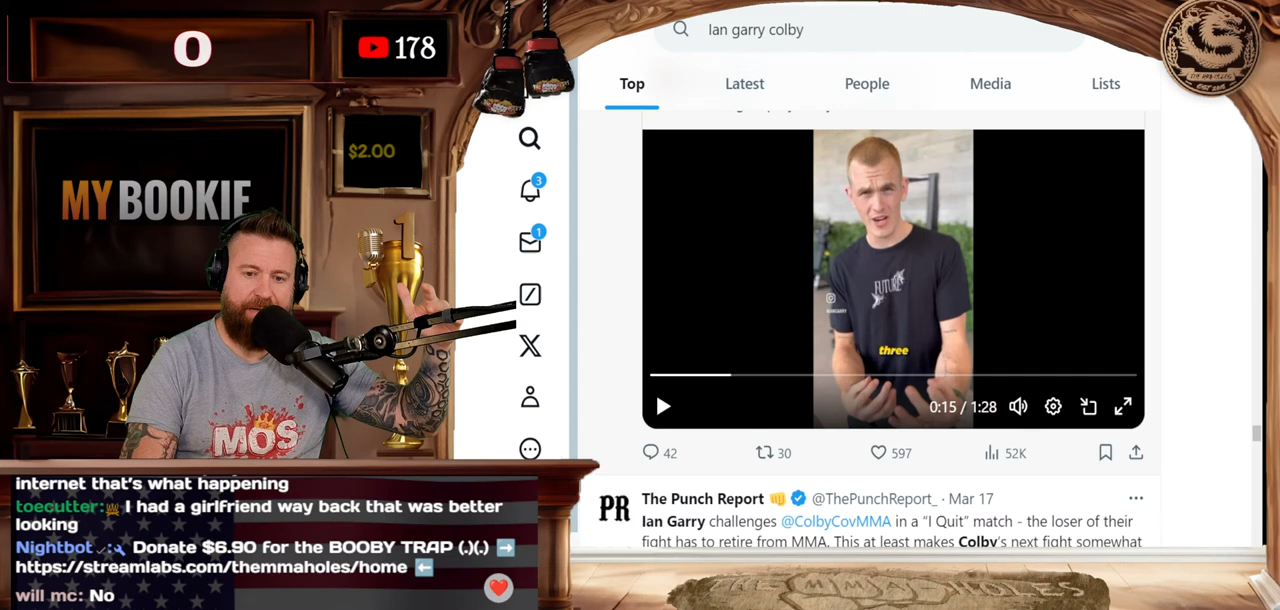 0
178
$2.00
MY BOOKIE
MOS
internet that's what happening
toecutter: I had a girlfriend way back that was better
looking
Nightbot : Donate $6.90 for the BOOBY TRAP (.)(.)
https://streamlabs.com/themmaholes/home
will mc: No
Ian garry colby
Top
Latest
People
Media
Lists
3
1
FUTURE
three
0:15 / 1:28
42
30
597
52K
PR
The Punch Report @ThePunchReport_ · Mar 17
Ian Garry challenges @ColbyCovMMA in a “I Quit” match - the loser of their
fight has to retire from MMA. This at least makes Colby's next fight somewhat
THE MMA HOLES